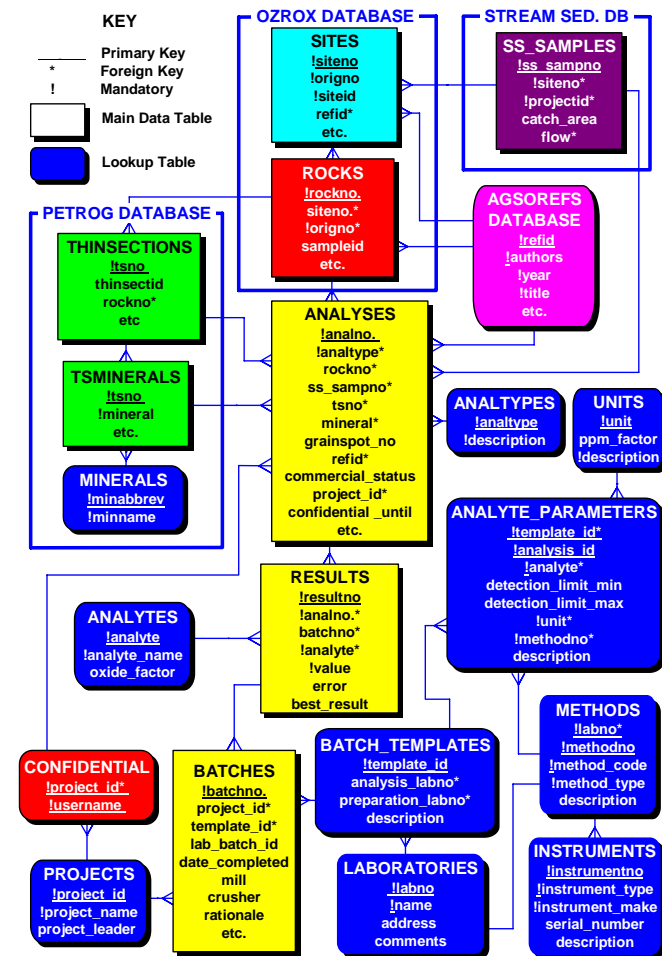 KEY
Primary Key
* Foreign Key
! Mandatory
Main Data Table
Lookup Table
OZROX DATABASE
SITES
!siteno
!origno
!siteid
refid*
etc.
ROCKS
!rockno.
siteno.*
!origno*
sampleid
etc.
STREAM SED. DB
SS_SAMPLES
!ss_sampno
!siteno*
!projectid*
catch_area
flow*
AGSOREFS
DATABASE
!refid
!authors
!year
!title
etc.
PETROG DATABASE
THINSECTIONS
!tsno
thinsectid
rockno*
etc
TSMINERALS
!tsno
!mineral
etc.
MINERALS
!minabbrev
!minname
ANALYSES
!analno.
!analtype*
rockno*
ss_sampno*
tsno*
mineral*
grainspot_no
refid*
commercial_status
project_id*
confidential_until
etc.
ANALTYPES
!analtype
!description
UNITS
!unit
ppm_factor
!description
ANALYTE_PARAMETERS
!template_id*
!analysis_id
!analyte*
detection_limit_min
detection_limit_max
!unit*
!methodno*
description
RESULTS
!resultno
!analno.*
batchno*
!analyte*
!value
error
best_result
ANALYTES
!analyte
!analyte_name
oxide_factor
CONFIDENTIAL
!project_id*
!username
PROJECTS
!project_id
!project_name
project_leader
BATCHES
!batchno.
project_id*
template_id*
lab_batch_id
date_completed
mill
crusher
rationale
etc.
BATCH_TEMPLATES
!template_id
analysis_labno*
preparation_labno*
description
LABORATORIES
!labno
!name
address
comments
METHODS
!labno*
!methodno
!method_code
!method_type
description
INSTRUMENTS
!instrumentno
!instrument_type
!instrument_make
serial_number
description